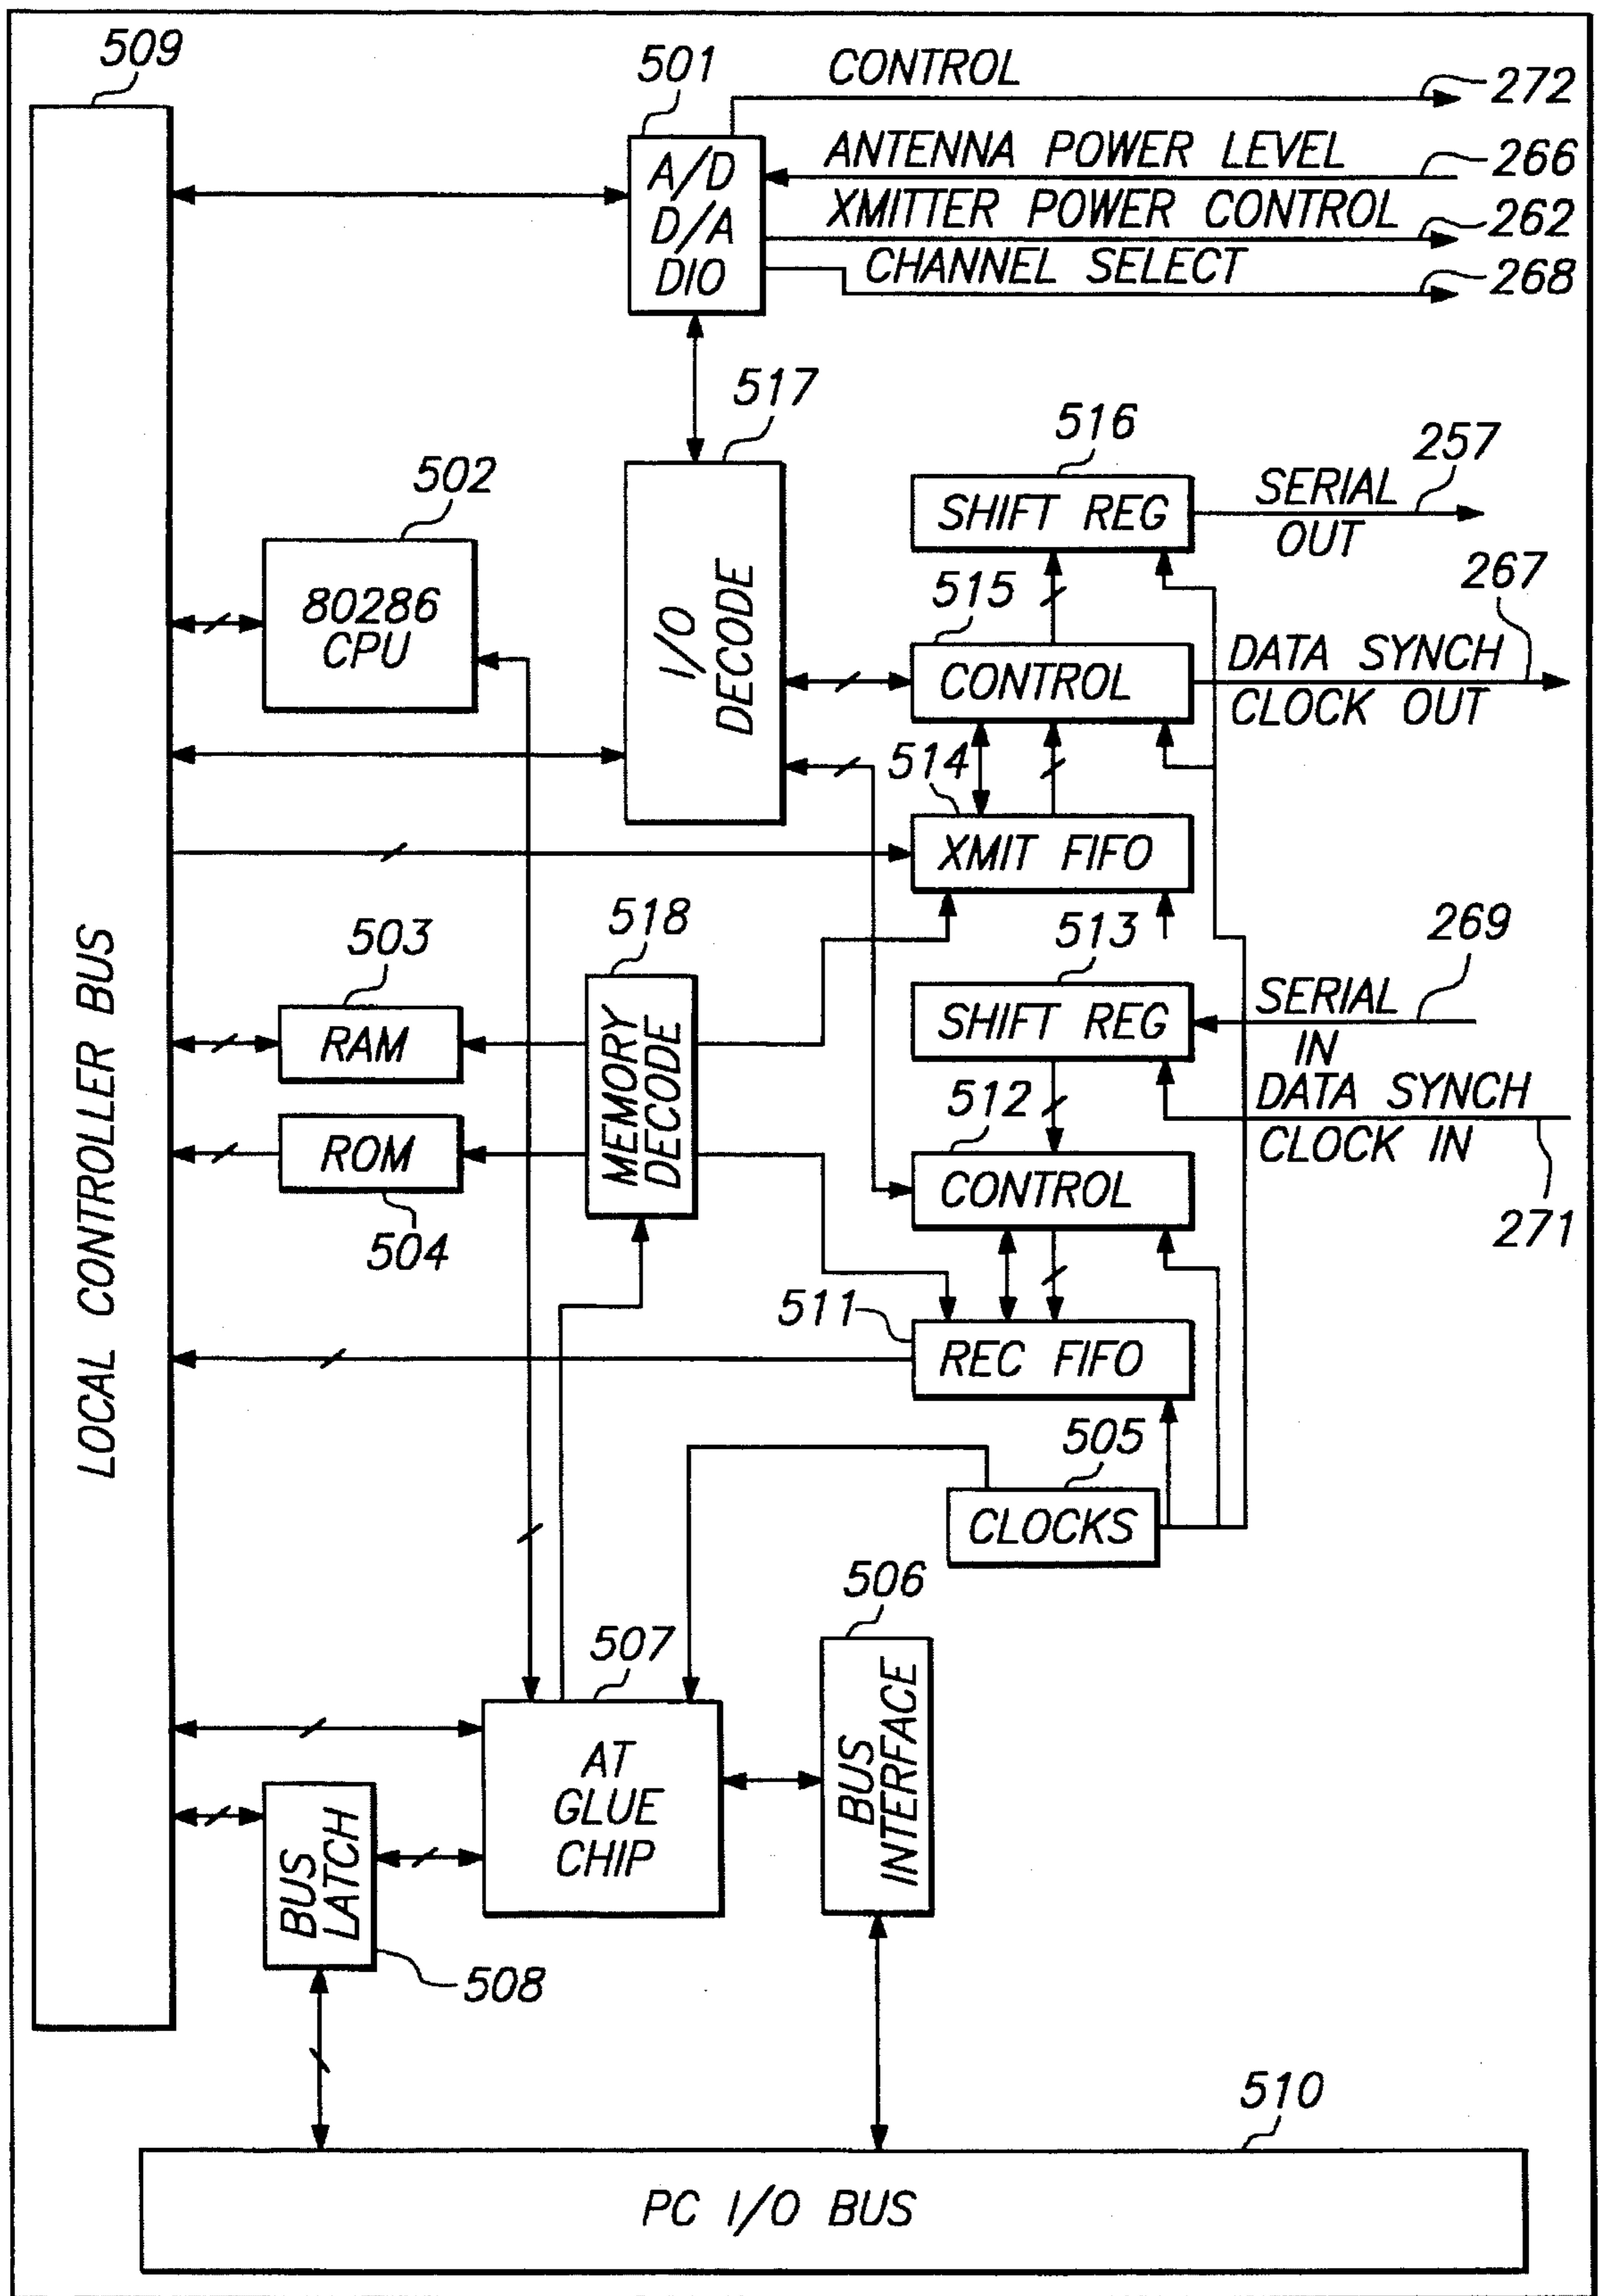 509
501
CONTROL
272
A/D
D/A
DIO
ANTENNA POWER LEVEL
266
XMITTER POWER CONTROL
262
CHANNEL SELECT
268
517
516
SHIFT REG
SERIAL
OUT
257
502
80286
CPU
I/O
DECODE
515
CONTROL
DATA SYNCH
CLOCK OUT
267
514
XMIT FIFO
LOCAL CONTROLLER BUS
503
RAM
518
MEMORY
DECODE
513
SHIFT REG
SERIAL
IN
269
ROM
504
512
CONTROL
DATA SYNCH
CLOCK IN
271
511
REC FIFO
505
CLOCKS
506
BUS
INTERFACE
507
AT
GLUE
CHIP
BUS
LATCH
508
510
PC I/O BUS